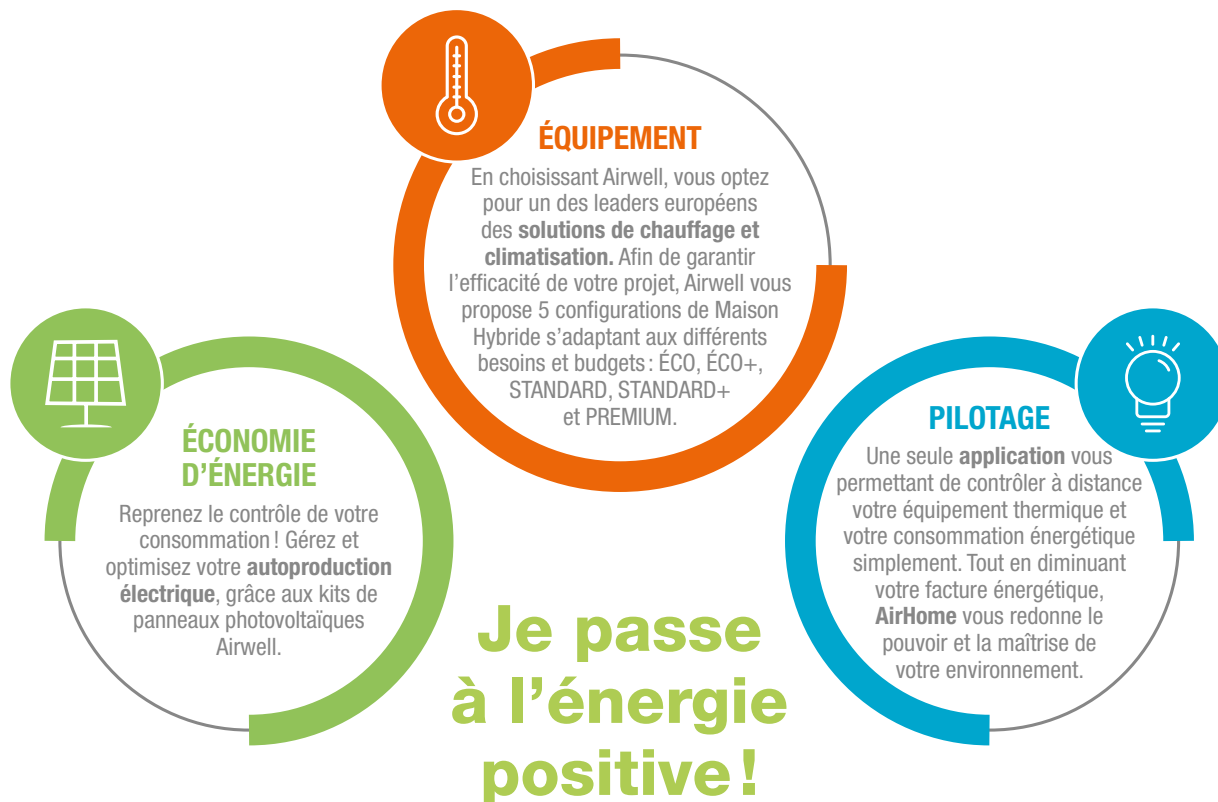 ÉQUIPEMENT
En choisissant Airwell, vous optez
pour un des leaders européens
des solutions de chauffage et
climatisation. Afin de garantir
l’efficacité de votre projet, Airwell vous
propose 5 configurations de Maison
Hybride s’adaptant aux différents
besoins et budgets : ÉCO, ÉCO+,
STANDARD, STANDARD+
et PREMIUM.
ÉCONOMIE
D’ÉNERGIE
Reprenez le contrôle de votre
consommation ! Gérez et
optimisez votre autoproduction
électrique, grâce aux kits de
panneaux photovoltaïques
Airwell.
PILOTAGE
Une seule application vous
permettant de contrôler à distance
votre équipement thermique et
votre consommation énergétique
simplement. Tout en diminuant
votre facture énergétique,
AirHome vous redonne le
pouvoir et la maîtrise de
votre environnement.
Je passe
à l’énergie
positive !